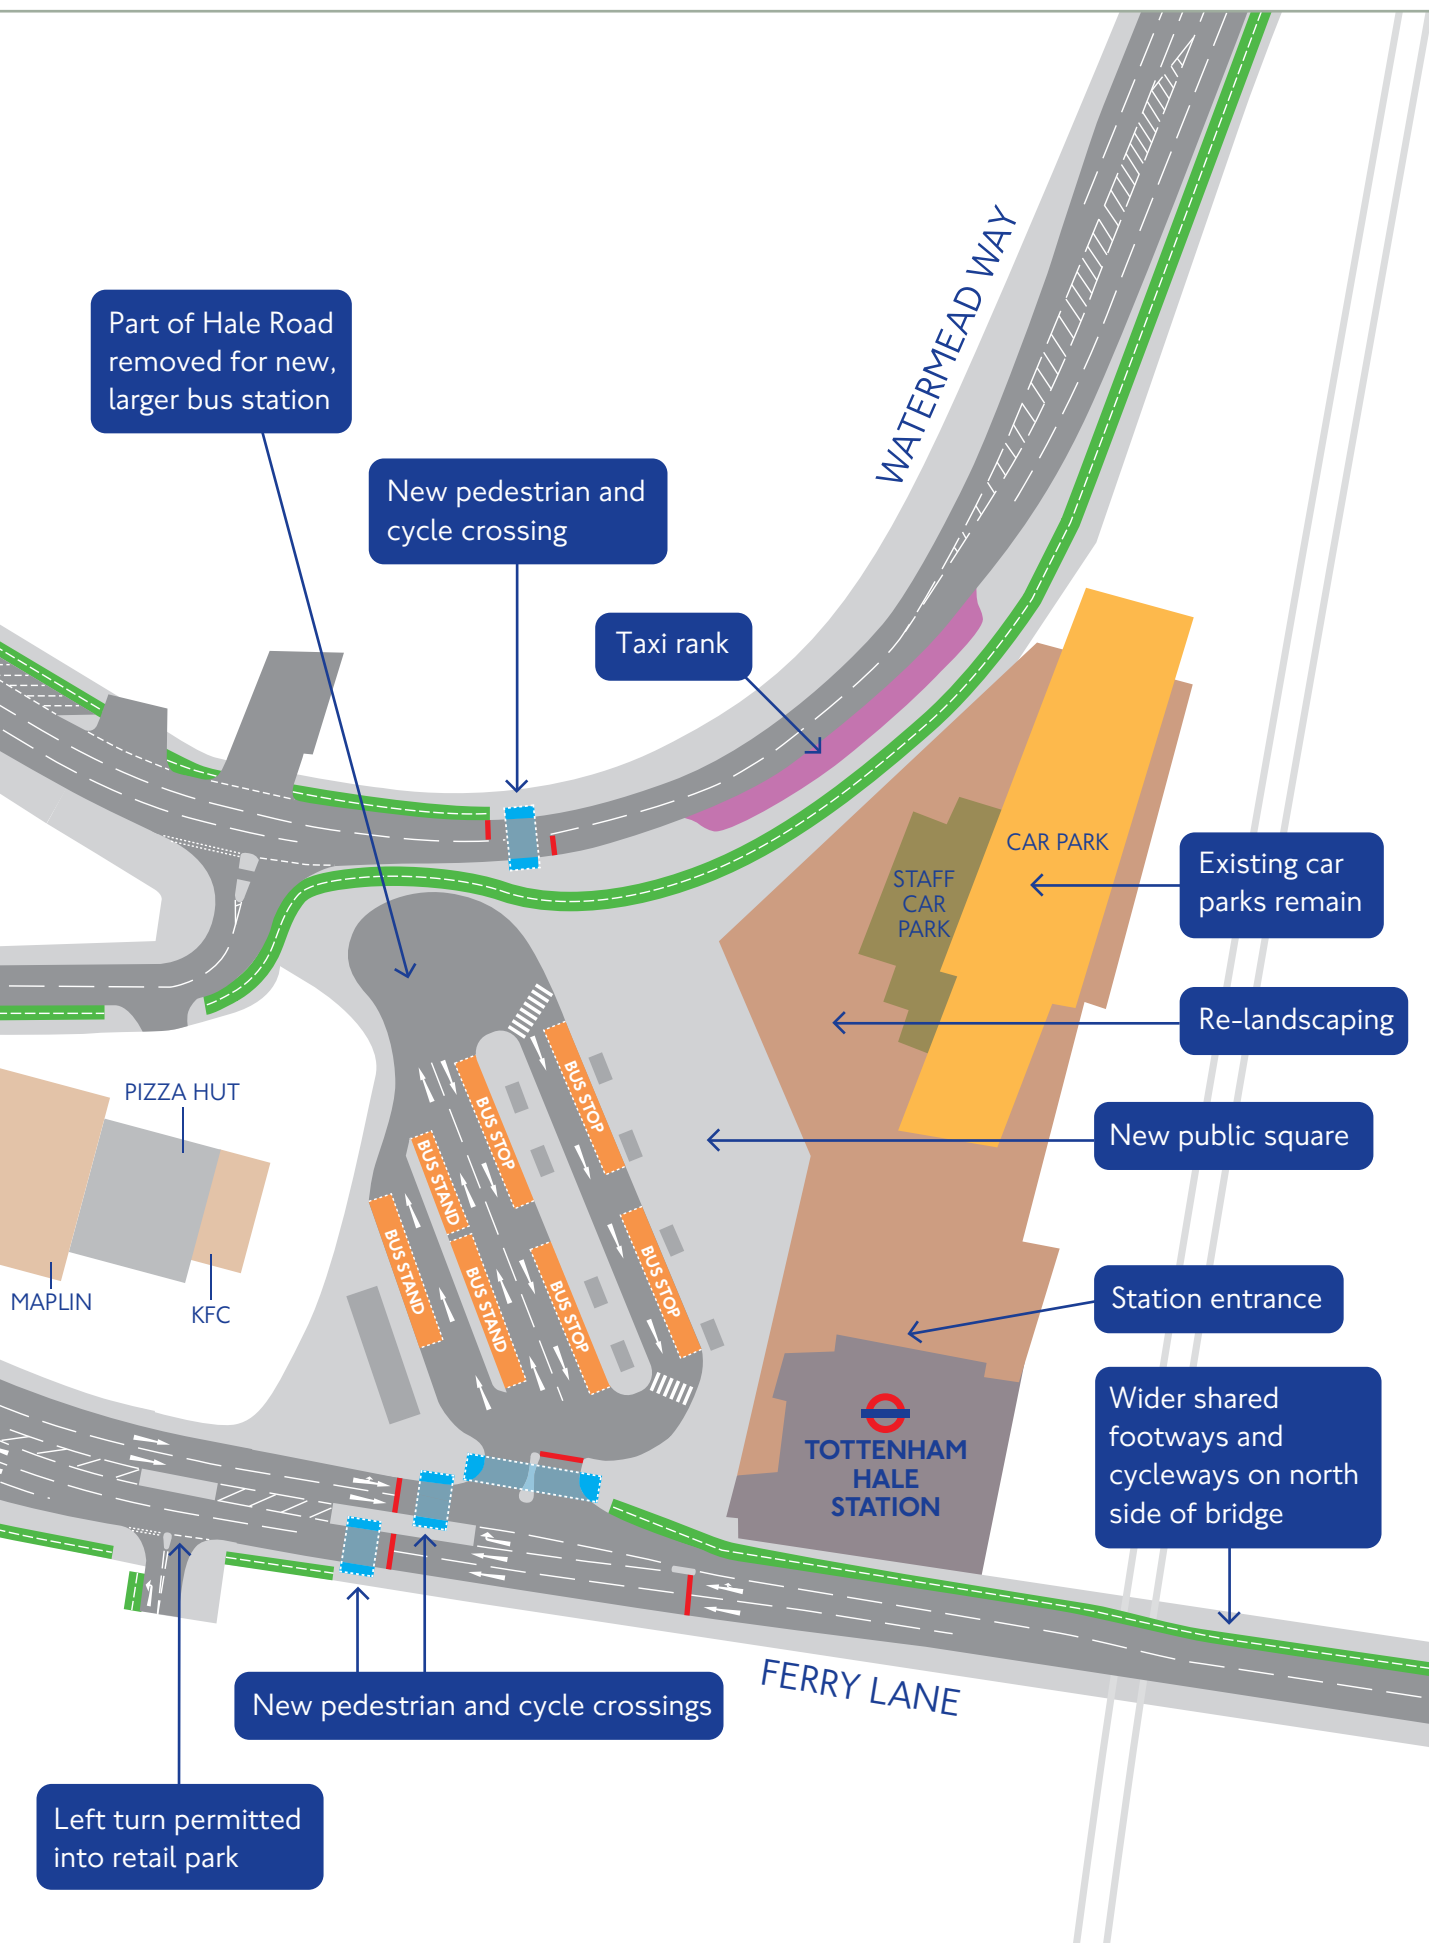 WATERMEAD WAY
Part of Hale Road
removed for new,
larger bus station
New pedestrian and
cycle crossing
Taxi rank
CAR PARK
STAFF
CAR
PARK
Existing car
parks remain
Re-landscaping
PIZZA HUT
MAPLIN
KFC
BUS STOP
BUS STOP
BUS STAND
BUS STAND
BUS STAND
BUS STOP
BUS STOP
New public square
Station entrance
TOTTENHAM
HALE
STATION
Wider shared
footways and
cycleways on north
side of bridge
FERRY LANE
New pedestrian and cycle crossings
Left turn permitted
into retail park